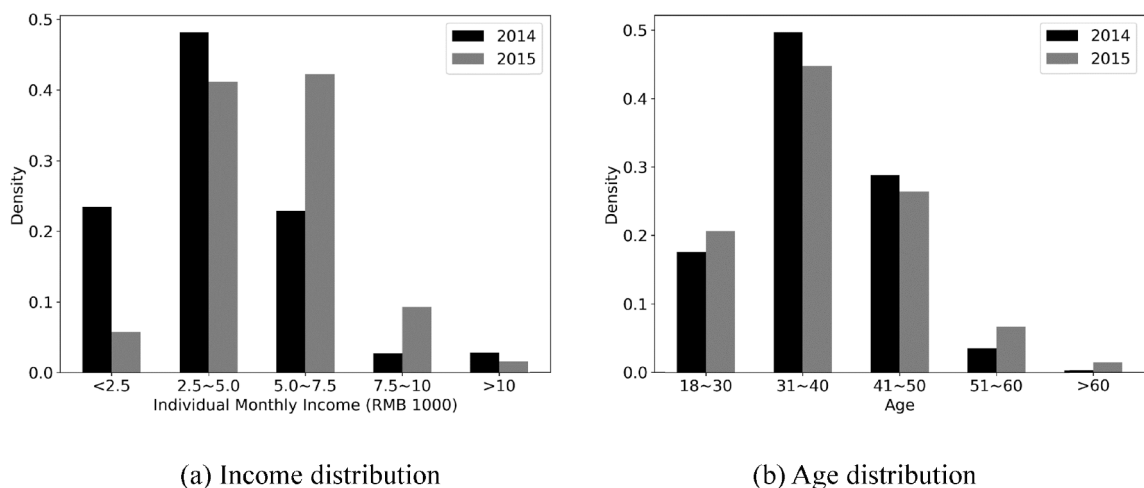 0.5
0.4
0.3
0.2
0.1
0.0
Density
2014
2015
<2.5 2.5~5.0 5.0~7.5 7.5~10 >10
Individual Monthly Income (RMB 1000)
(a) Income distribution
0.5
0.4
0.3
0.2
0.1
0.0
Density
2014
2015
18~30 31~40 41~50 51~60 >60
Age
(b) Age distribution